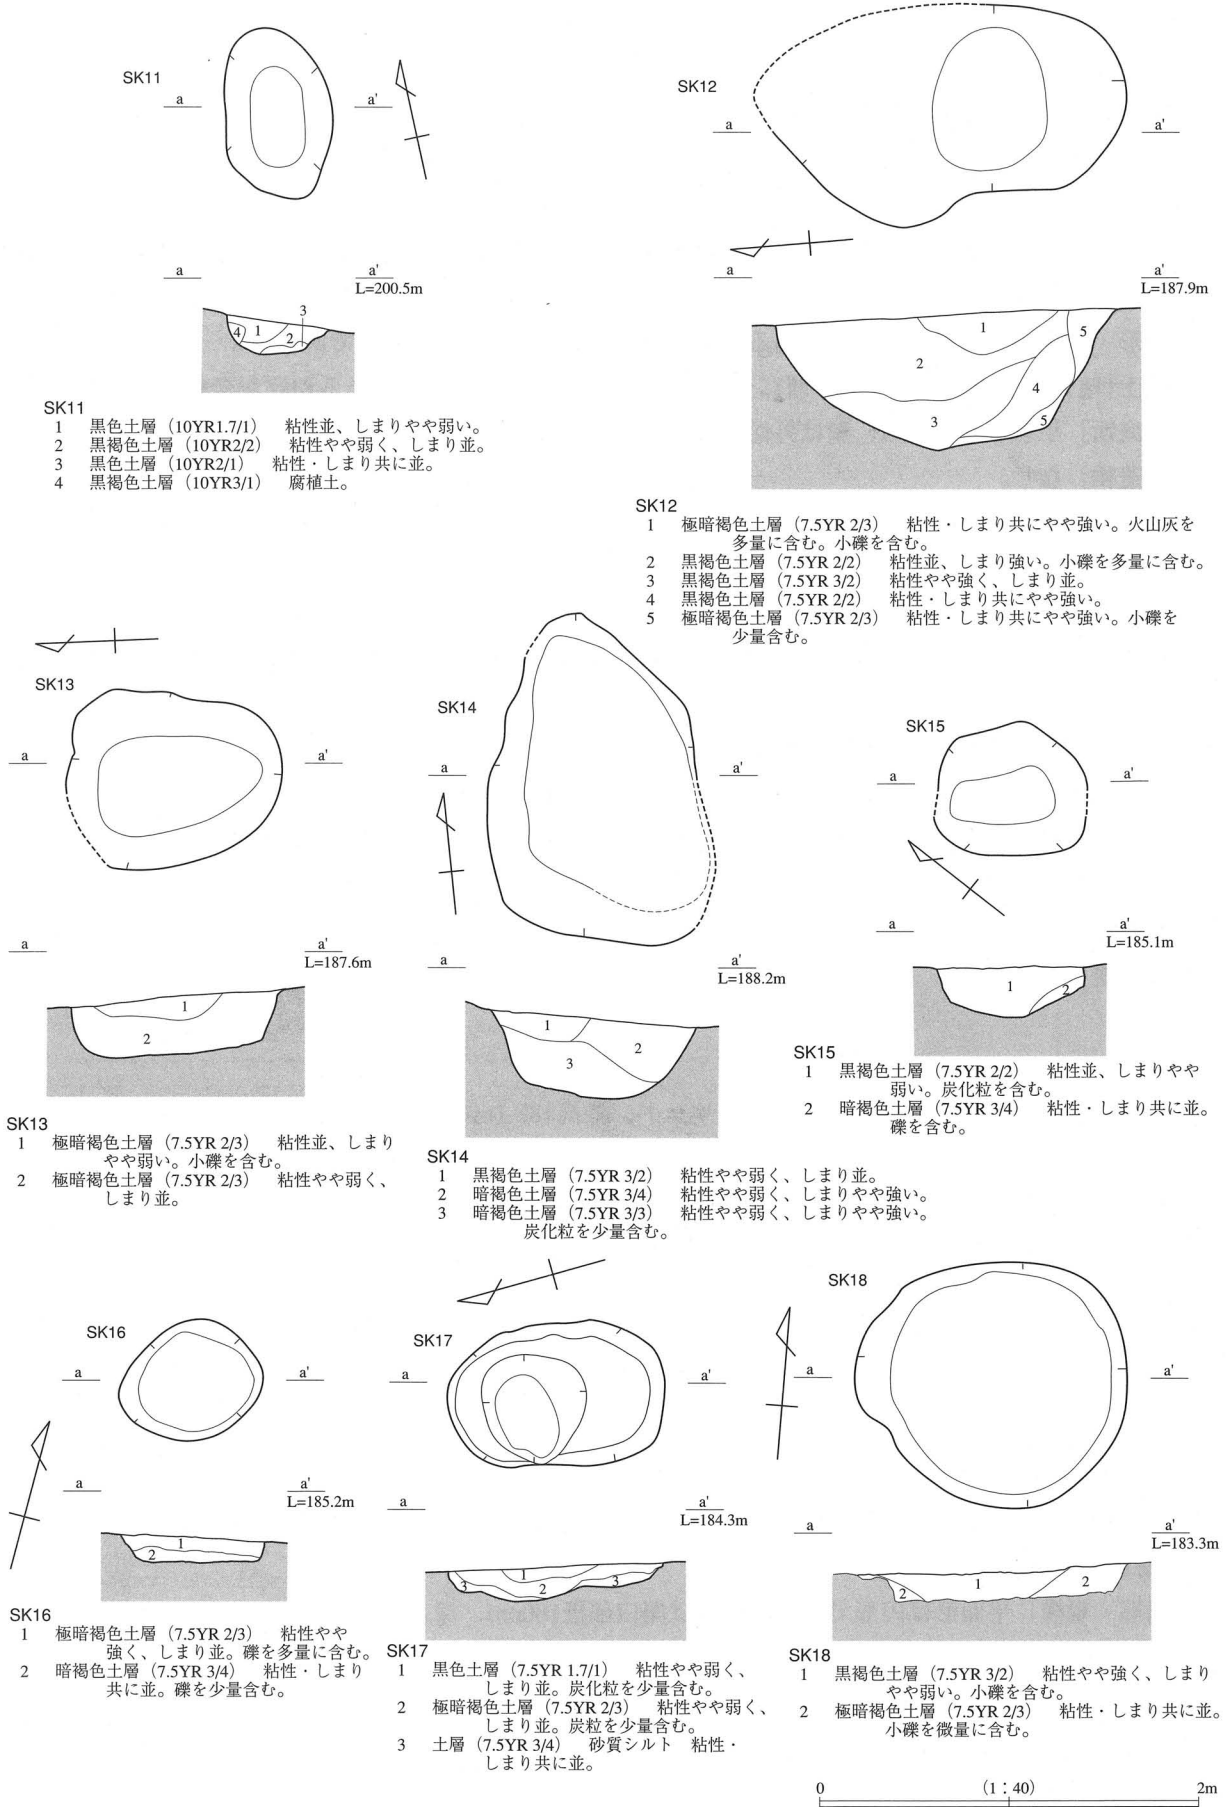 SK11
a
a'
a
a'
L=200.5m
3
4
1
2
SK11
1 黒色土層（10YR1.7/1） 粘性並、しまりやや弱い。
2 黒褐色土層（10YR2/2） 粘性やや弱く、しまり並。
3 黒色土層（10YR2/1） 粘性・しまり共に並。
4 黒褐色土層（10YR3/1） 腐植土。
SK12
a
a'
a
a'
L=187.9m
1
5
2
4
3
5
SK12
1 極暗褐色土層（7.5YR 2/3） 粘性・しまり共にやや強い。火山灰を
多量に含む。小礫を含む。
2 黒褐色土層（7.5YR 2/2） 粘性並、しまり強い。小礫を多量に含む。
3 黒褐色土層（7.5YR 3/2） 粘性やや強く、しまり並。
4 黒褐色土層（7.5YR 2/2） 粘性・しまり共にやや強い。
5 極暗褐色土層（7.5YR 2/3） 粘性・しまり共にやや強い。小礫を
少量含む。
SK13
a
a'
a
a'
L=187.6m
1
2
SK13
1 極暗褐色土層（7.5YR 2/3） 粘性並、しまり
やや弱い。小礫を含む。
2 極暗褐色土層（7.5YR 2/3） 粘性やや弱く、
しまり並。
SK14
a
a'
a
a'
L=188.2m
1
2
3
SK14
1 黒褐色土層（7.5YR 3/2） 粘性やや弱く、しまり並。
2 暗褐色土層（7.5YR 3/4） 粘性やや弱く、しまりやや強い。
3 暗褐色土層（7.5YR 3/3） 粘性やや弱く、しまりやや強い。
炭化粒を少量含む。
SK15
a
a'
a
a'
L=185.1m
1
2
SK15
1 黒褐色土層（7.5YR 2/2） 粘性並、しまりやや
弱い。炭化粒を含む。
2 暗褐色土層（7.5YR 3/4） 粘性・しまり共に並。
礫を含む。
SK16
a
a'
a
a'
L=185.2m
1
2
SK16
1 極暗褐色土層（7.5YR 2/3） 粘性やや
強く、しまり並。礫を多量に含む。
2 暗褐色土層（7.5YR 3/4） 粘性・しまり
共に並。礫を少量含む。
SK17
a
a'
a
a'
L=184.3m
1
3
2
3
SK17
1 黒色土層（7.5YR 1.7/1） 粘性やや弱く、
しまり並。炭化粒を少量含む。
2 極暗褐色土層（7.5YR 2/3） 粘性やや弱く、
しまり並。炭粒を少量含む。
3 土層（7.5YR 3/4） 砂質シルト 粘性・
しまり共に並。
SK18
a
a'
a
a'
L=183.3m
1
2
2
SK18
1 黒褐色土層（7.5YR 3/2） 粘性やや強く、しまり
やや弱い。小礫を含む。
2 極暗褐色土層（7.5YR 2/3） 粘性・しまり共に並。
小礫を微量に含む。
0 （1：40） 2m